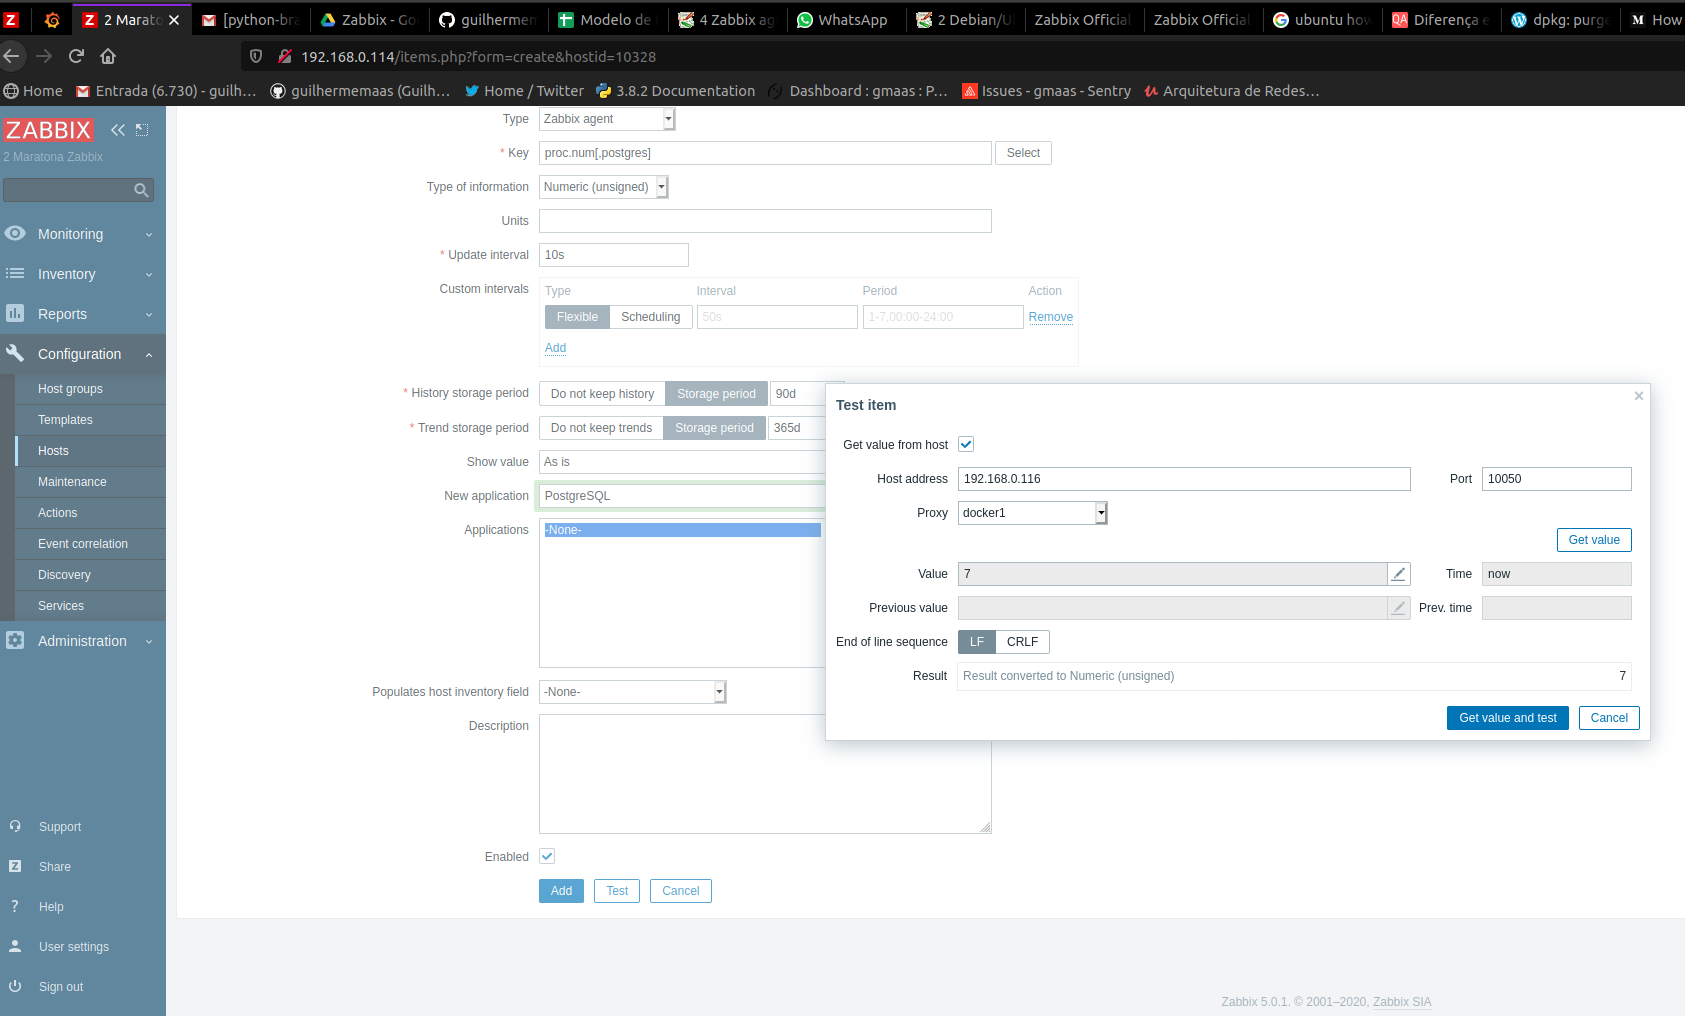 2 Marato
[python-bra
Zabbix - Go
guilhermem
Modelo de
4 Zabbix ag
WhatsApp
2 Debian/U
Zabbix Official
Zabbix Official
ubuntu how
Diferença e
dpkg: purge
How
192.168.0.114/items.php?form=create&hostid=10328
Home
Entrada (6.730) - guilh…
guilhermemaas (Guilh…
Home / Twitter
3.8.2 Documentation
Dashboard : gmaas : P…
Issues - gmaas - Sentry
Arquitetura de Redes…
ZABBIX
2 Maratona Zabbix
Monitoring
Inventory
Reports
Configuration
Host groups
Templates
Hosts
Maintenance
Actions
Event correlation
Discovery
Services
Administration
Support
Share
Help
User settings
Sign out
Type Zabbix agent
* Key proc.num[,postgres] Select
Type of information Numeric (unsigned)
Units
* Update interval 10s
Custom intervals Type Interval Period Action
Flexible Scheduling 50s 1-7,00:00-24:00 Remove
Add
* History storage period Do not keep history Storage period 90d
* Trend storage period Do not keep trends Storage period 365d
Show value As is
New application PostgreSQL
Applications -None-
Populates host inventory field -None-
Description
Enabled
Add Test Cancel
Test item
Get value from host
Host address 192.168.0.116 Port 10050
Proxy docker1
Get value
Value 7 Time now
Previous value Prev. time
End of line sequence LF CRLF
Result Result converted to Numeric (unsigned) 7
Get value and test Cancel
Zabbix 5.0.1. © 2001–2020, Zabbix SIA